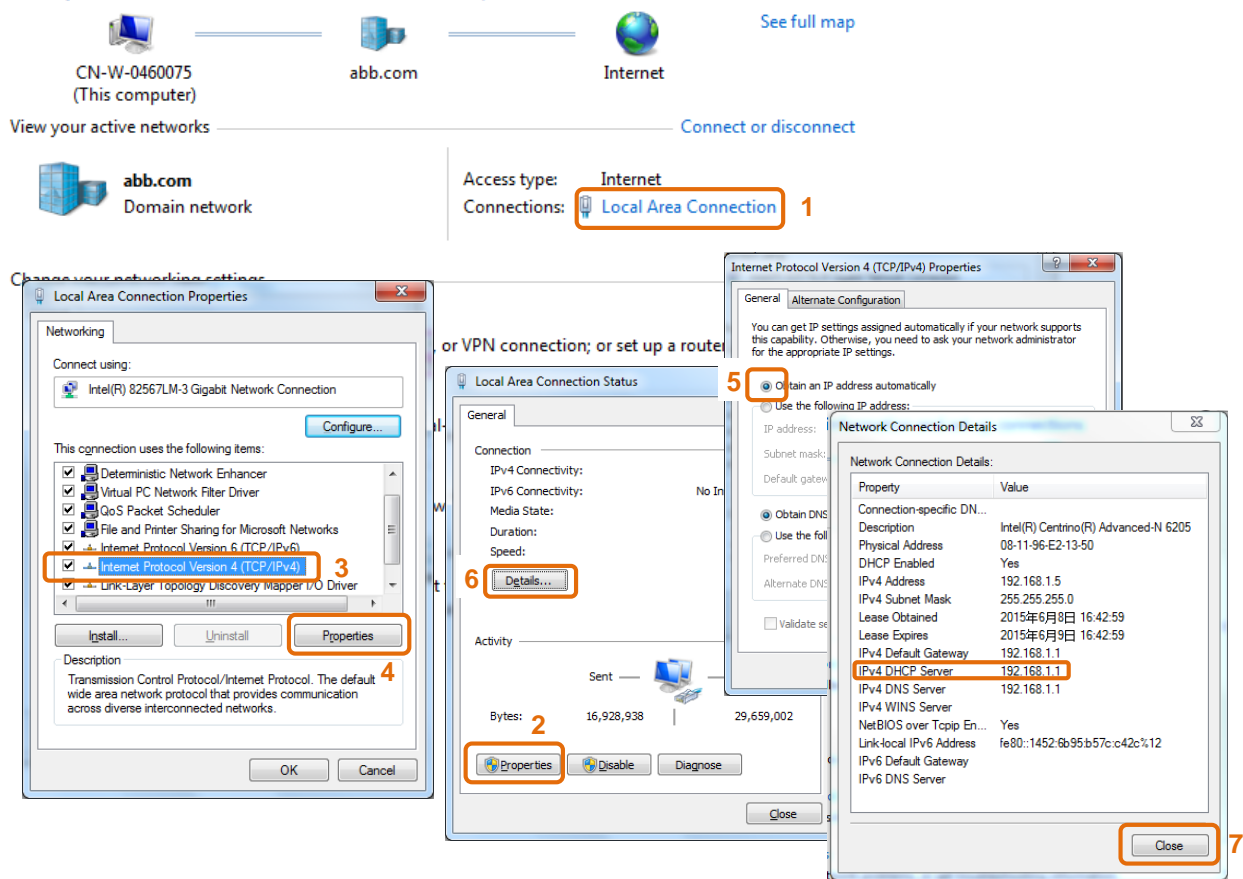 See full map
CN-W-0460075
(This computer)
abb.com
Internet
View your active networks
Connect or disconnect
abb.com
Domain network
Access type: Internet
Connections: Local Area Connection
1
Change your networking settings
Local Area Connection Properties
Networking
Connect using:
Intel(R) 82567LM-3 Gigabit Network Connection
Configure...
This connection uses the following items:
Deterministic Network Enhancer
Virtual PC Network Filter Driver
QoS Packet Scheduler
File and Printer Sharing for Microsoft Networks
Internet Protocol Version 6 (TCP/IPv6)
Internet Protocol Version 4 (TCP/IPv4)
3
Link-Layer Topology Discovery Mapper I/O Driver
Install...
Uninstall
Properties
4
Description
Transmission Control Protocol/Internet Protocol. The default
wide area network protocol that provides communication
across diverse interconnected networks.
OK
Cancel
, or VPN connection; or set up a router
Local Area Connection Status
General
Connection
IPv4 Connectivity:
IPv6 Connectivity: No In
Media State:
Duration:
Speed:
6
Details...
Activity
Sent
Bytes: 16,928,938 29,659,002
2
Properties
Disable
Diagnose
Close
Internet Protocol Version 4 (TCP/IPv4) Properties
General
Alternate Configuration
You can get IP settings assigned automatically if your network supports
this capability. Otherwise, you need to ask your network administrator
for the appropriate IP settings.
5
Obtain an IP address automatically
Use the following IP address:
IP address:
Subnet mask:
Default gatew
Obtain DNS
Use the fol
Preferred DNS
Alternate DNS
Validate se
Network Connection Details
Network Connection Details:
Property Value
Connection-specific DN...
Description Intel(R) Centrino(R) Advanced-N 6205
Physical Address 08-11-96-E2-13-50
DHCP Enabled Yes
IPv4 Address 192.168.1.5
IPv4 Subnet Mask 255.255.255.0
Lease Obtained 2015年6月8日 16:42:59
Lease Expires 2015年6月9日 16:42:59
IPv4 Default Gateway 192.168.1.1
IPv4 DHCP Server 192.168.1.1
IPv4 DNS Server 192.168.1.1
IPv4 WINS Server
NetBIOS over Tcpip En... Yes
Link-local IPv6 Address fe80::1452:6b95:b57c:c42c%12
IPv6 Default Gateway
IPv6 DNS Server
Close
7